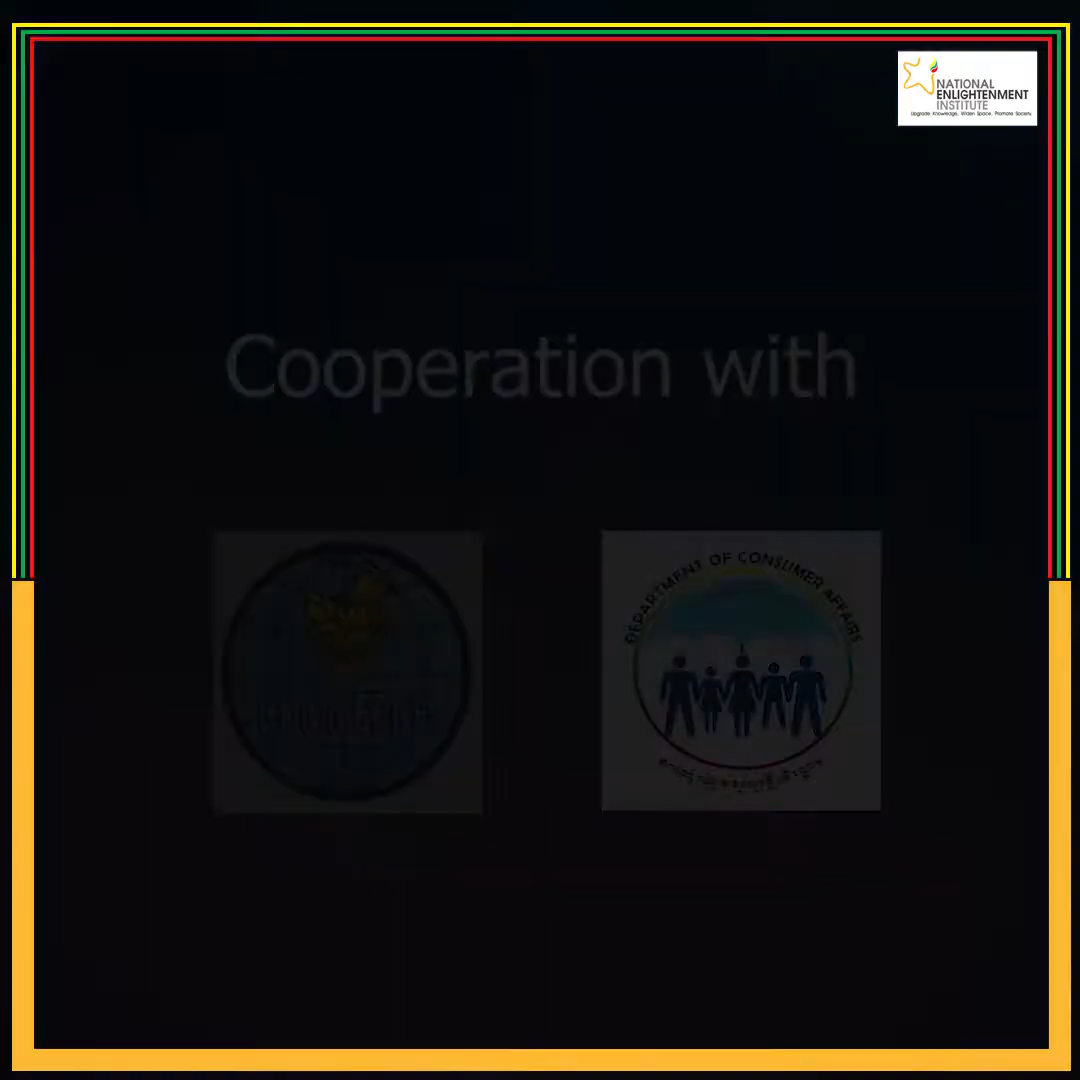 NATIONAL
ENLIGHTENMENT
INSTITUTE
Upgrade Knowledge, Widen Space, Promote Society
Cooperation with
DEPARTMENT OF CONSUMER AFFAIRS